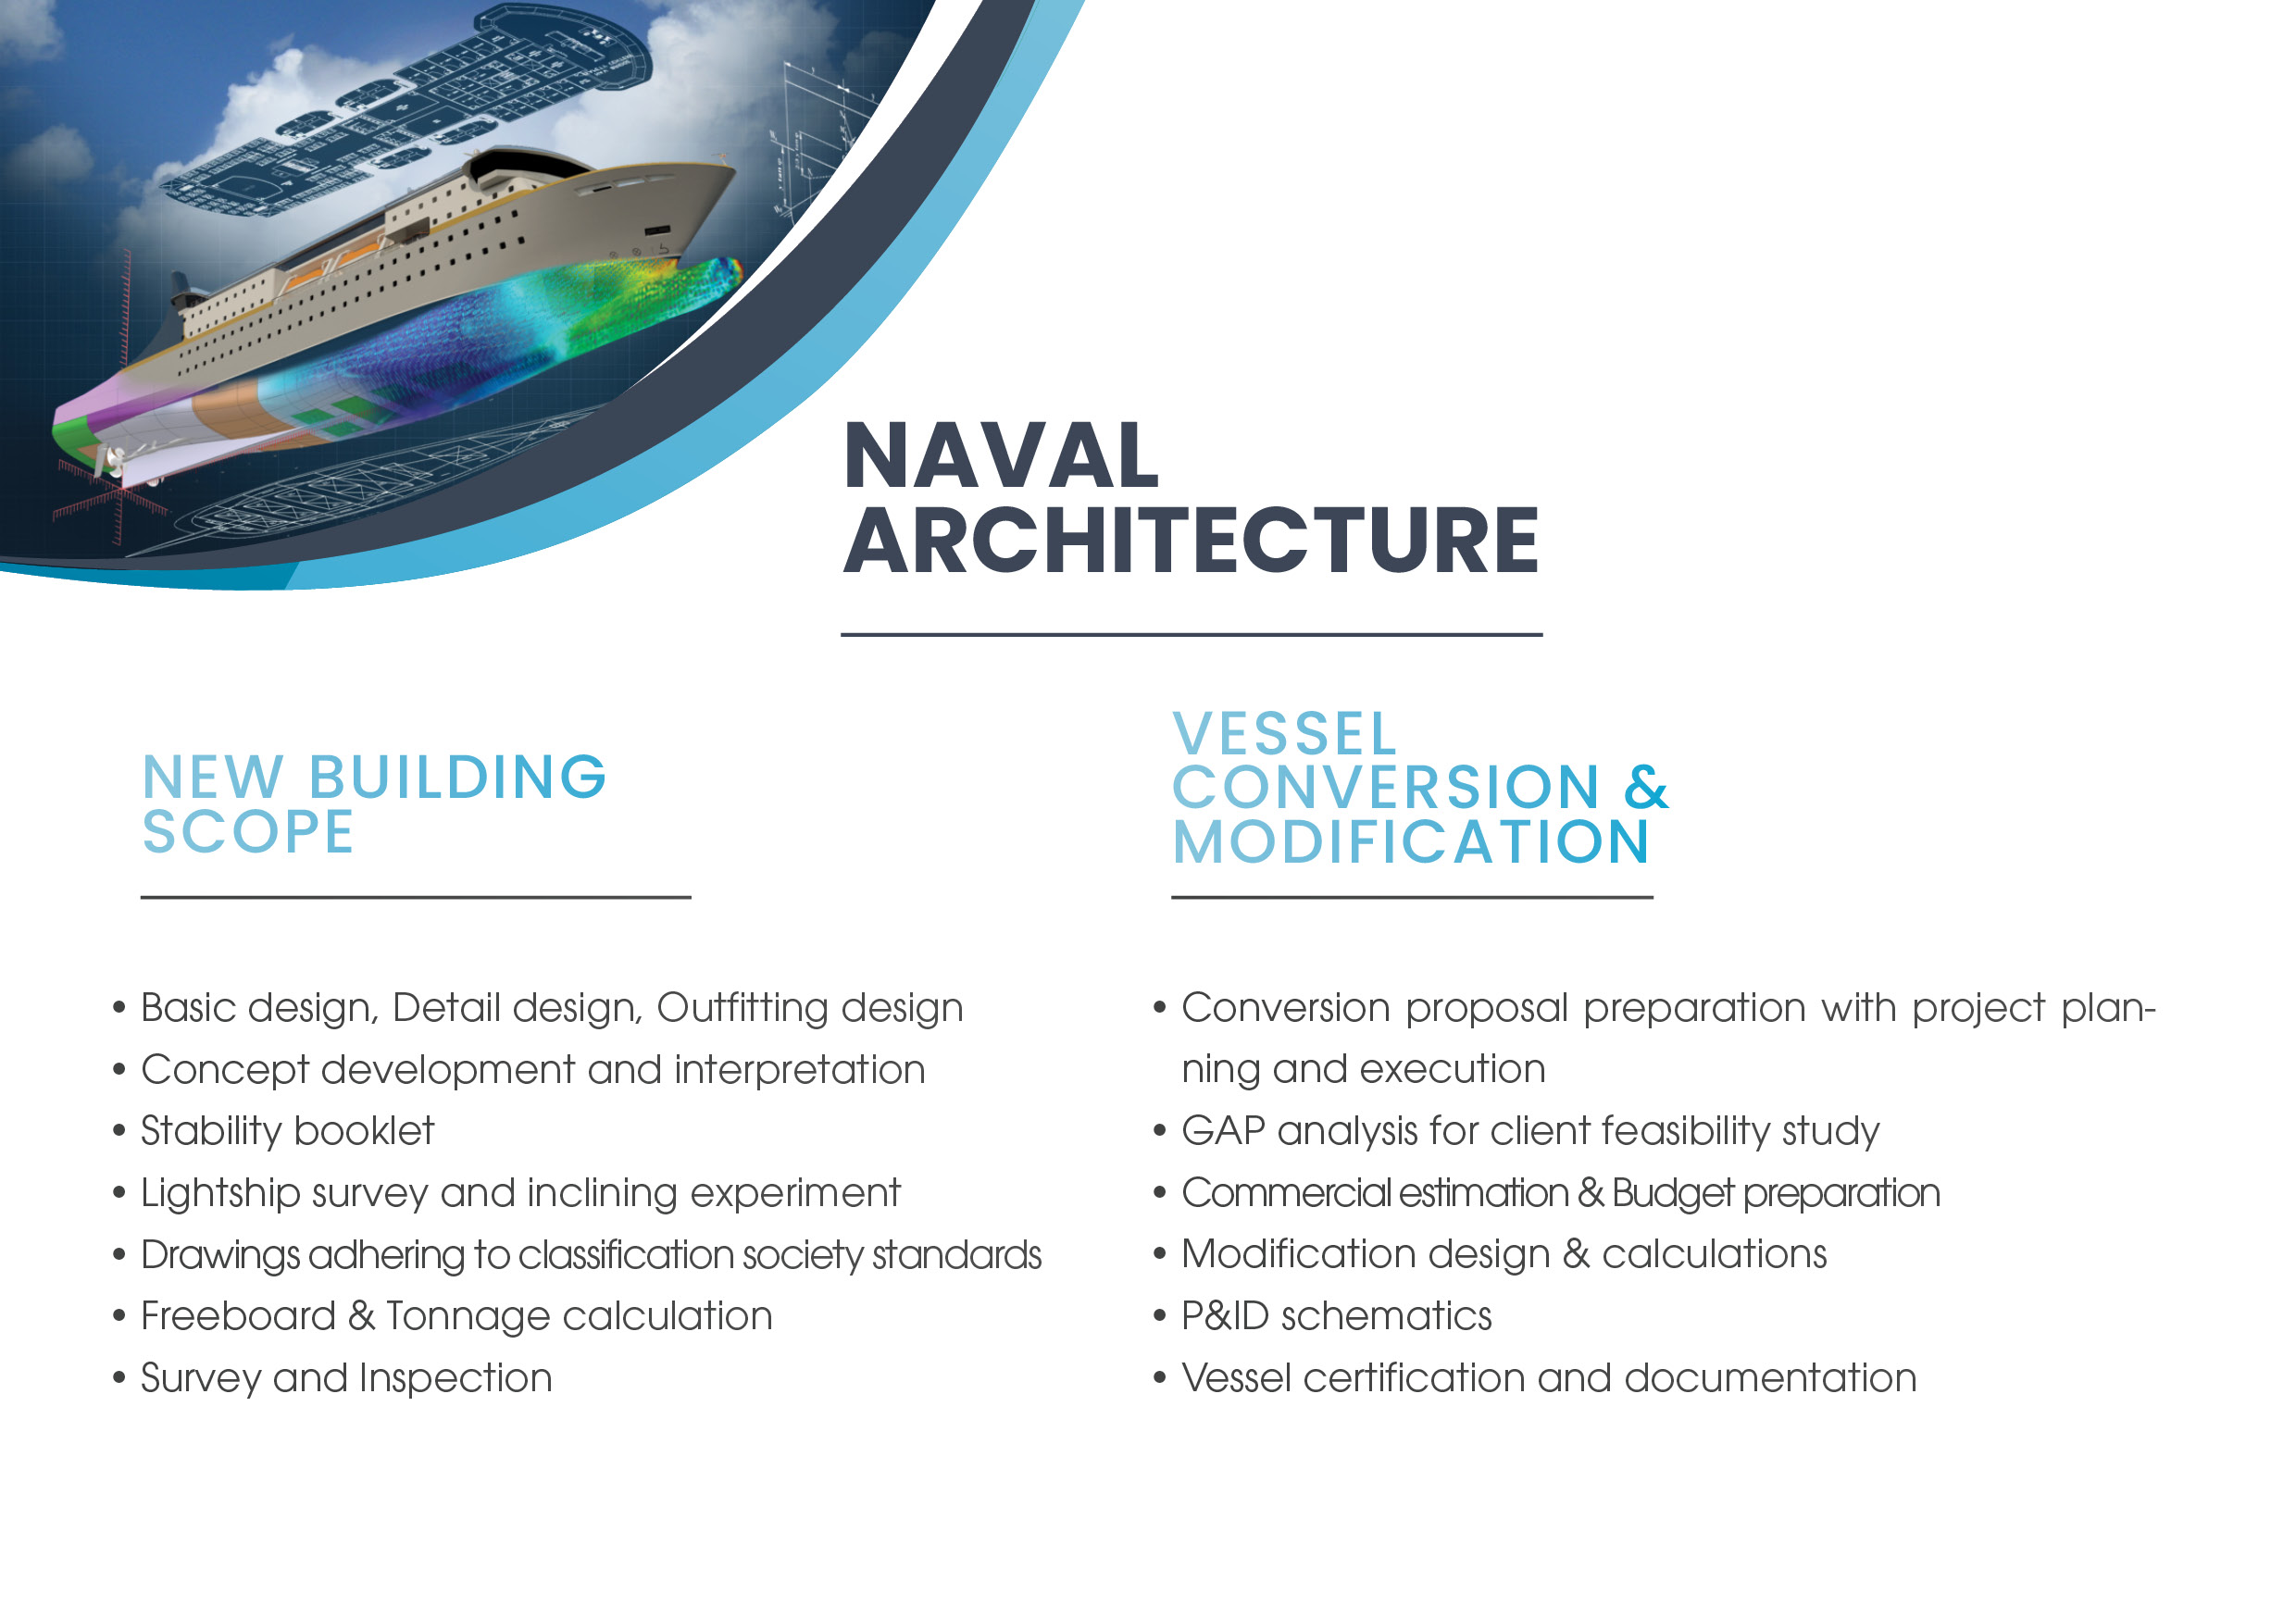 NAVAL
ARCHITECTURE
NEW BUILDING
SCOPE
• Basic design, Detail design, Outfitting design
• Concept development and interpretation
• Stability booklet
• Lightship survey and inclining experiment
• Drawings adhering to classification society standards
• Freeboard & Tonnage calculation
• Survey and Inspection
VESSEL
CONVERSION &
MODIFICATION
• Conversion proposal preparation with project plan-
ning and execution
• GAP analysis for client feasibility study
• Commercial estimation & Budget preparation
• Modification design & calculations
• P&ID schematics
• Vessel certification and documentation